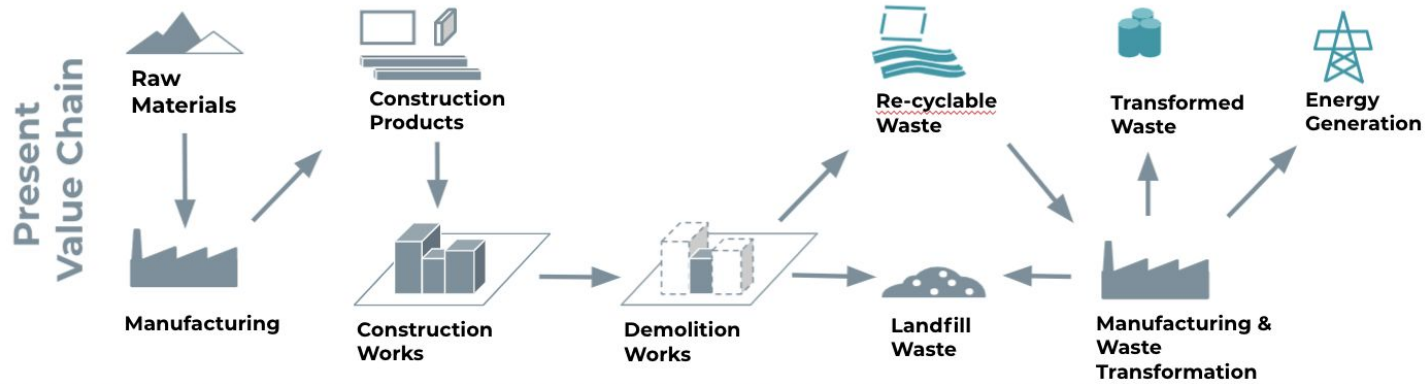 Present
Value Chain
Raw
Materials
Manufacturing
Construction
Products
Construction
Works
Demolition
Works
Re-cyclable
Waste
Landfill
Waste
Transformed
Waste
Energy
Generation
Manufacturing &
Waste
Transformation